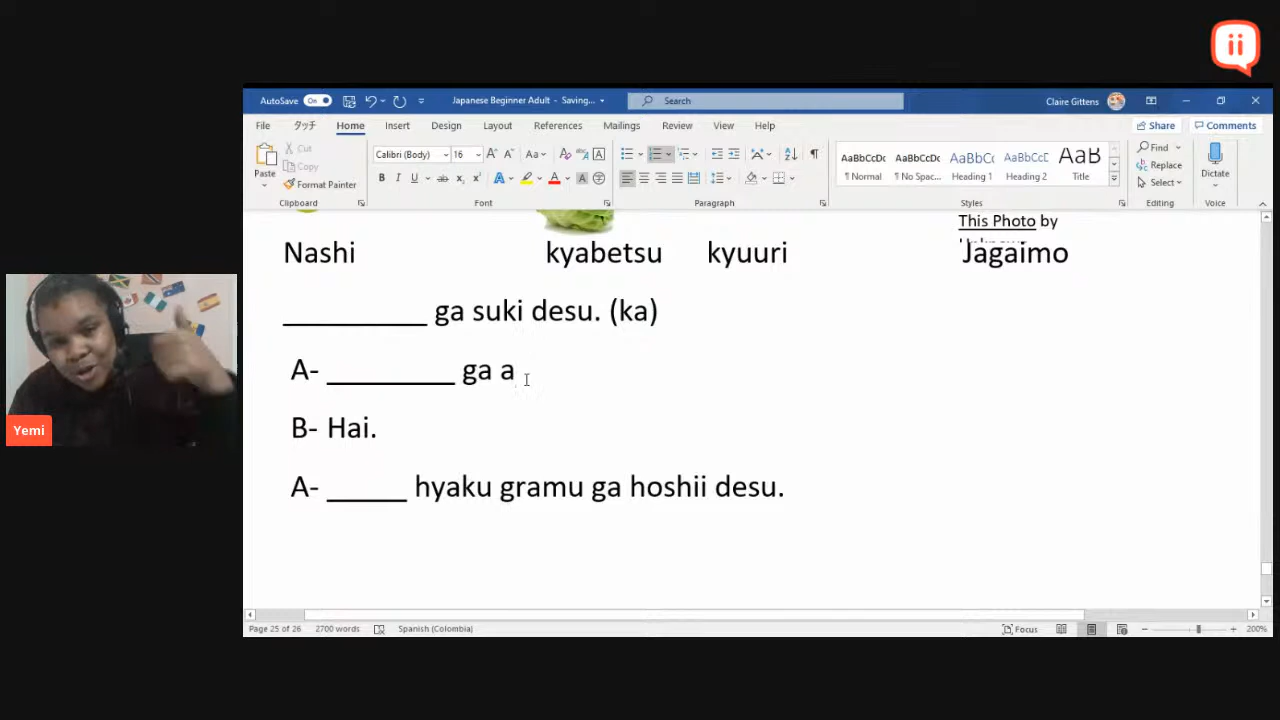 AutoSave On Japanese Beginner Adult - Saving... Search Claire Gittens
File タッチ Home Insert Design Layout References Mailings Review View Help Share Comments
Paste Cut Copy Format Painter
Calibri (Body) 16
AaBbCcDc AaBbCcDc AaBbCcD AaBbCcD AaB
¶ Normal ¶ No Spac... Heading 1 Heading 2 Title
Find Replace Select Dictate
Clipboard Font Paragraph Styles Editing Voice
This Photo by
Nashi kyabetsu kyuuri Jagaimo
__________ ga suki desu. (ka)
A- _________ ga a
B- Hai.
A- ______ hyaku gramu ga hoshii desu.
Yemi
Page 25 of 26 2700 words Spanish (Colombia) Focus 200%